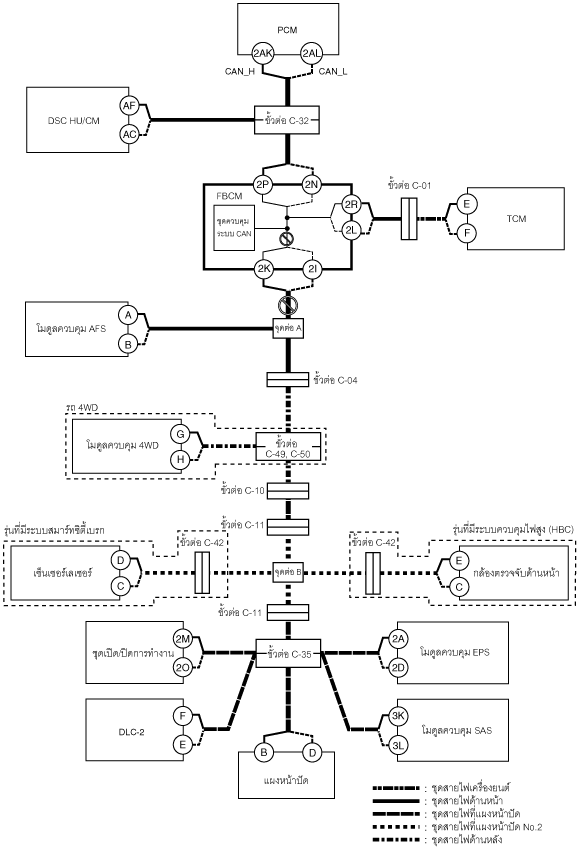 PCM
2AK 2AL
CAN_H CAN_L
DSC HU/CM
AF
AC
ขั้วต่อ C-32
2P 2N
FBCM
ชุดควบคุม
ระบบ CAN
2R
2L
2K 2I
ขั้วต่อ C-01
E
F
TCM
โมดูลควบคุม AFS
A
B
จุดต่อ A
ขั้วต่อ C-04
รถ 4WD
โมดูลควบคุม 4WD
G
H
ขั้วต่อ
C-49, C-50
ขั้วต่อ C-10
ขั้วต่อ C-11
รุ่นที่มีระบบสมาร์ทซิตี้เบรก
ขั้วต่อ C-42
เซ็นเซอร์เลเซอร์
D
C
จุดต่อ B
รุ่นที่มีระบบควบคุมไฟสูง (HBC)
ขั้วต่อ C-42
E
C
กล้องตรวจจับด้านหน้า
ขั้วต่อ C-11
ชุดเปิด/ปิดการทำงาน
2M
2O
ขั้วต่อ C-35
2A
2D
โมดูลควบคุม EPS
DLC-2
F
E
3K
3L
โมดูลควบคุม SAS
B D
แผงหน้าปัด
: ชุดสายไฟเครื่องยนต์
: ชุดสายไฟด้านหน้า
: ชุดสายไฟที่แผงหน้าปัด
: ชุดสายไฟที่แผงหน้าปัด No.2
: ชุดสายไฟด้านหลัง